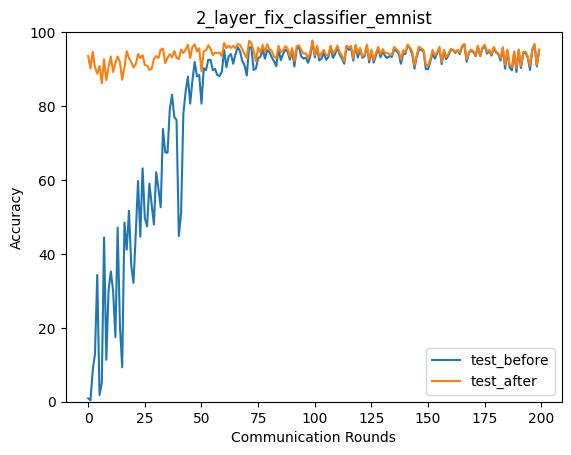 2_layer_fix_classifier_emnist
Accuracy
100
80
60
40
20
0
0 25 50 75 100 125 150 175 200
Communication Rounds
test_before
test_after